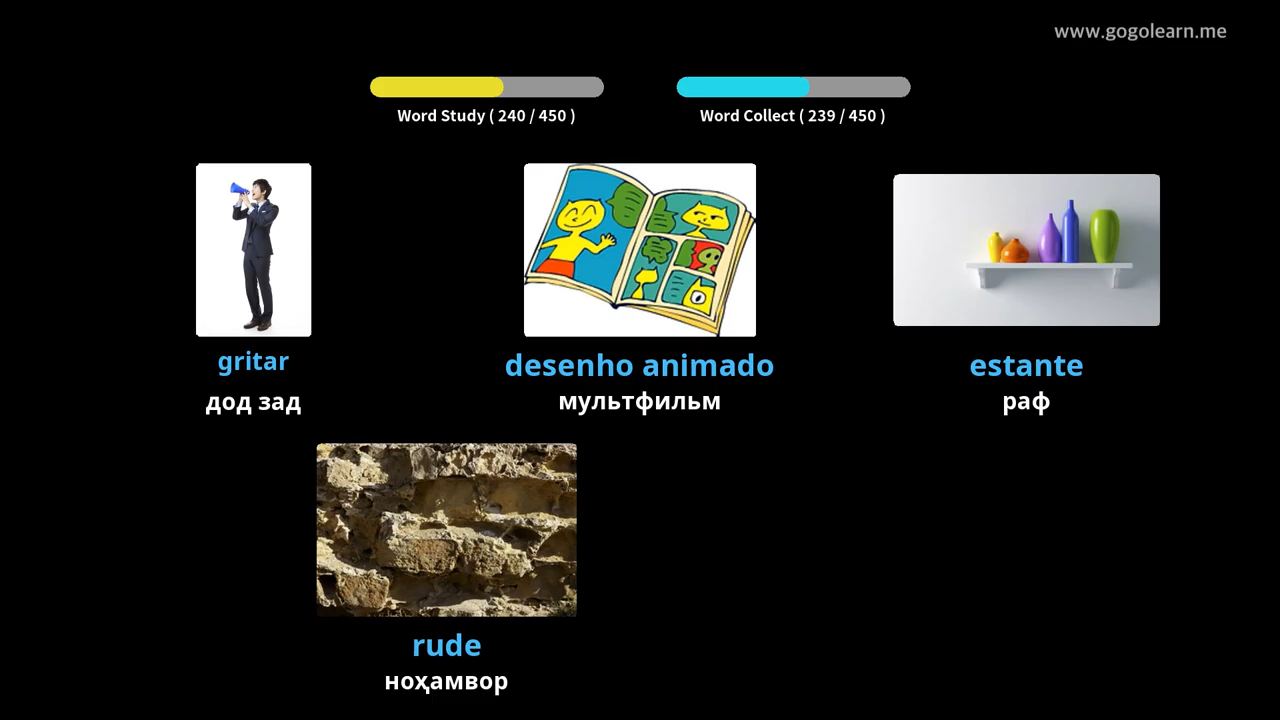 www.gogolearn.me
Word Study ( 240 / 450 )
Word Collect ( 239 / 450 )
gritar
дод зад
desenho animado
мультфильм
estante
раф
rude
ноҳамвор